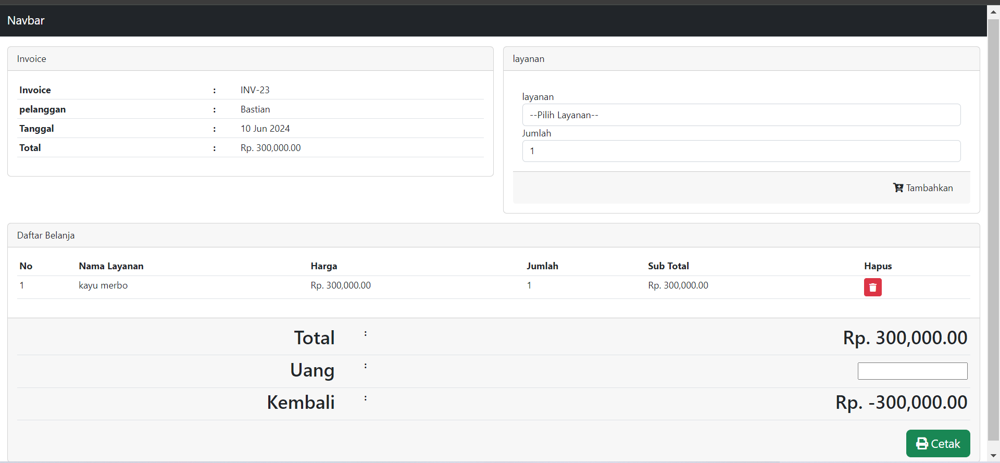 Navbar
Invoice
Invoice : INV-23
pelanggan : Bastian
Tanggal : 10 Jun 2024
Total : Rp. 300,000.00
layanan
layanan
--Pilih Layanan--
Jumlah
1
Tambahkan
Daftar Belanja
No Nama Layanan Harga Jumlah Sub Total Hapus
1 kayu merbo Rp. 300,000.00 1 Rp. 300,000.00
Total : Rp. 300,000.00
Uang :
Kembali : Rp. -300,000.00
Cetak